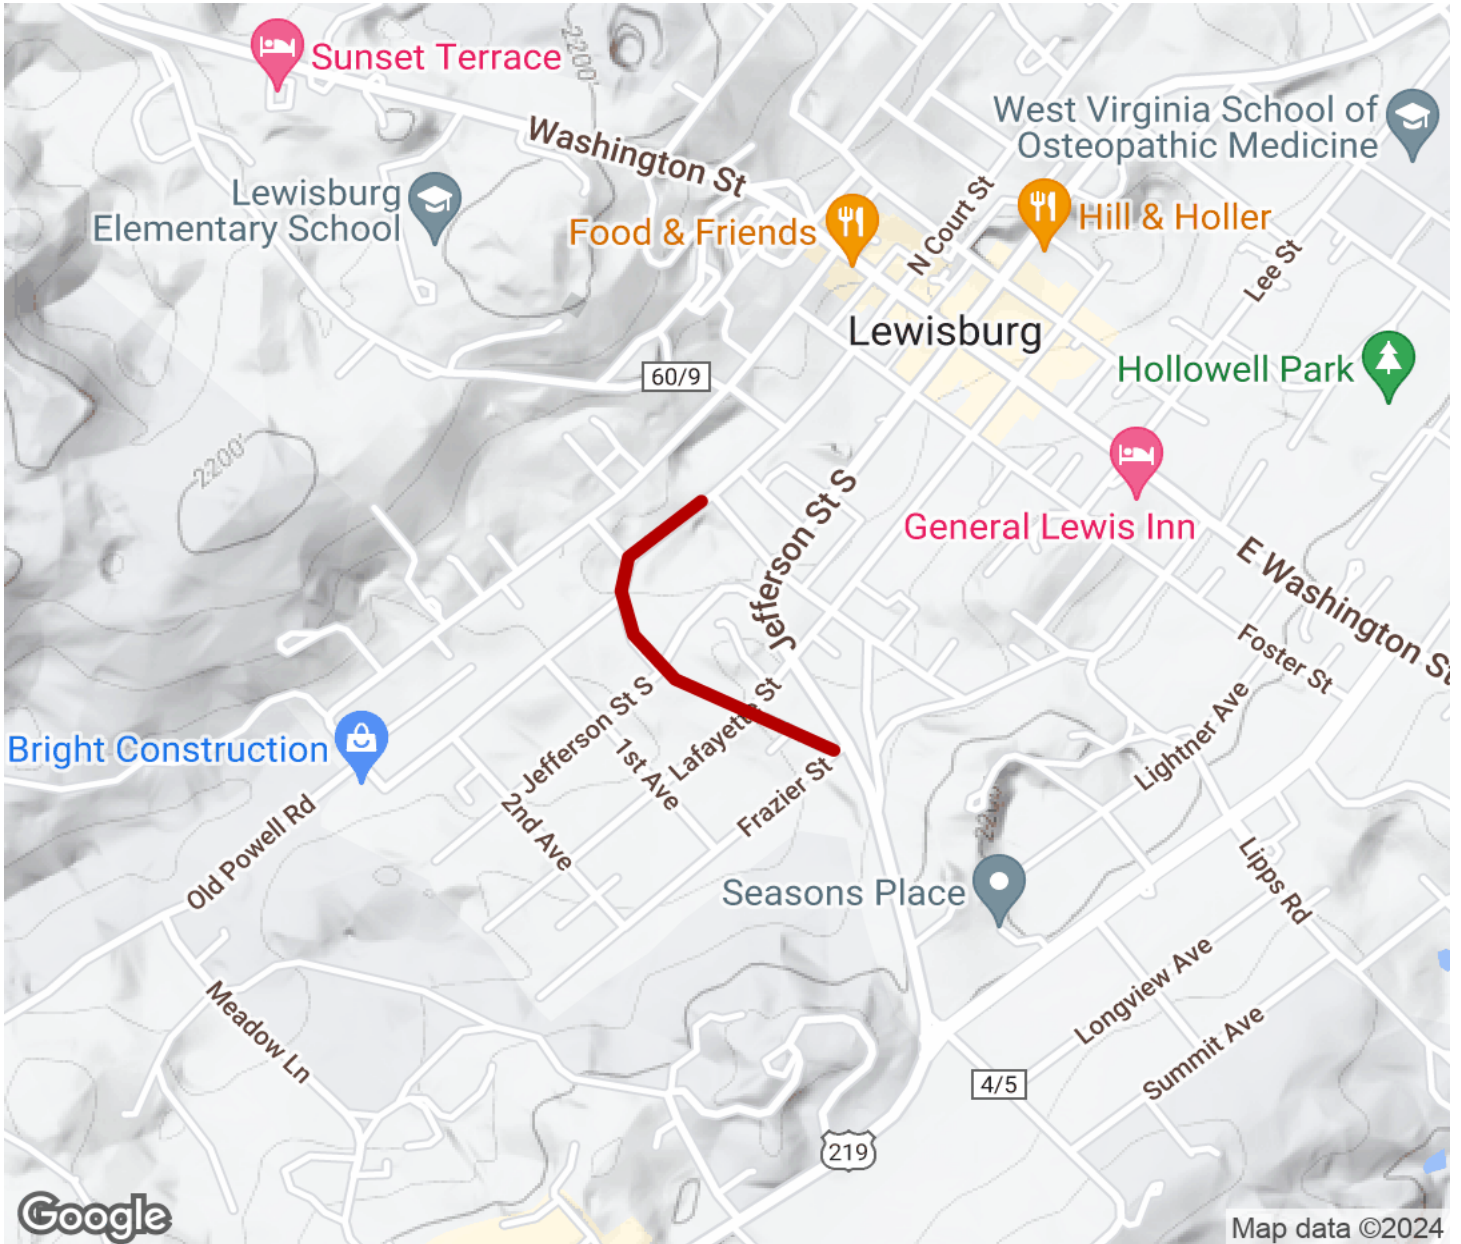 2200'
Sunset Terrace
Washington St
West Virginia School of
Osteopathic Medicine
Lewisburg
Elementary School
Food & Friends
N Court St
Hill & Holler
Lee St
Lewisburg
60/9
Hollowell Park
2200'
Jefferson St S
General Lewis Inn
E Washington St
Foster St
Jefferson St S
Lafayette St
1st Ave
Lightner Ave
Bright Construction
2nd Ave
Frazier St
2200
Old Powell Rd
Seasons Place
Lipps Rd
Meadow Ln
Longview Ave
Summit Ave
4/5
219
Google
Map data ©2024